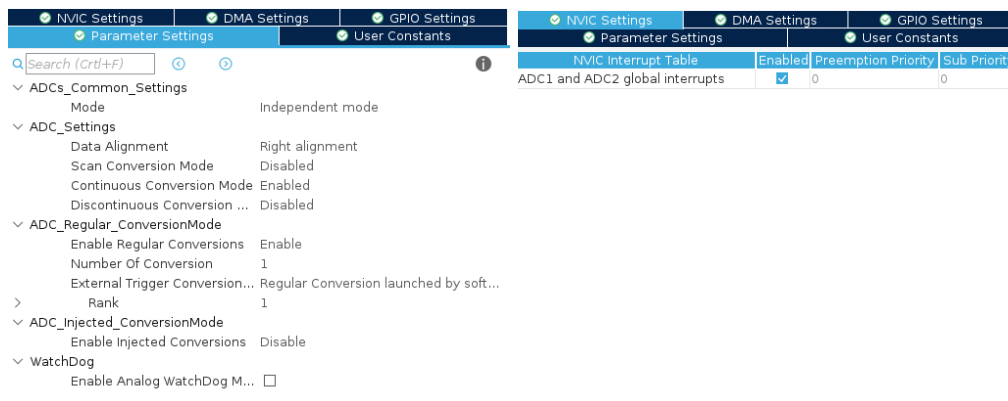 NVIC Settings DMA Settings GPIO Settings
Parameter Settings User Constants
Search (Crtl+F)
ADCs_Common_Settings
Mode Independent mode
ADC_Settings
Data Alignment Right alignment
Scan Conversion Mode Disabled
Continuous Conversion Mode Enabled
Discontinuous Conversion ... Disabled
ADC_Regular_ConversionMode
Enable Regular Conversions Enable
Number Of Conversion 1
External Trigger Conversion... Regular Conversion launched by soft...
Rank 1
ADC_Injected_ConversionMode
Enable Injected Conversions Disable
WatchDog
Enable Analog WatchDog M...
NVIC Settings DMA Settings GPIO Settings
Parameter Settings User Constants
NVIC Interrupt Table Enabled Preemption Priority Sub Priorit
ADC1 and ADC2 global interrupts 0 0